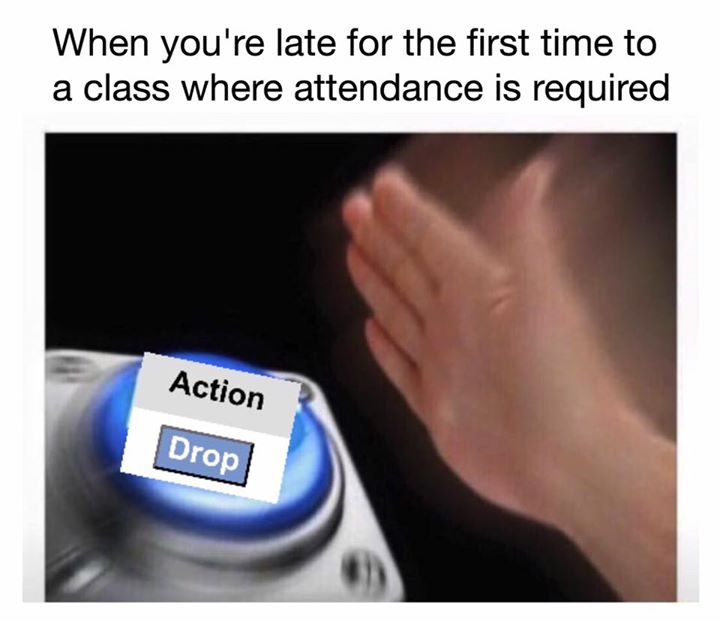 When you're late for the first time to
a class where attendance is required
Action
Drop